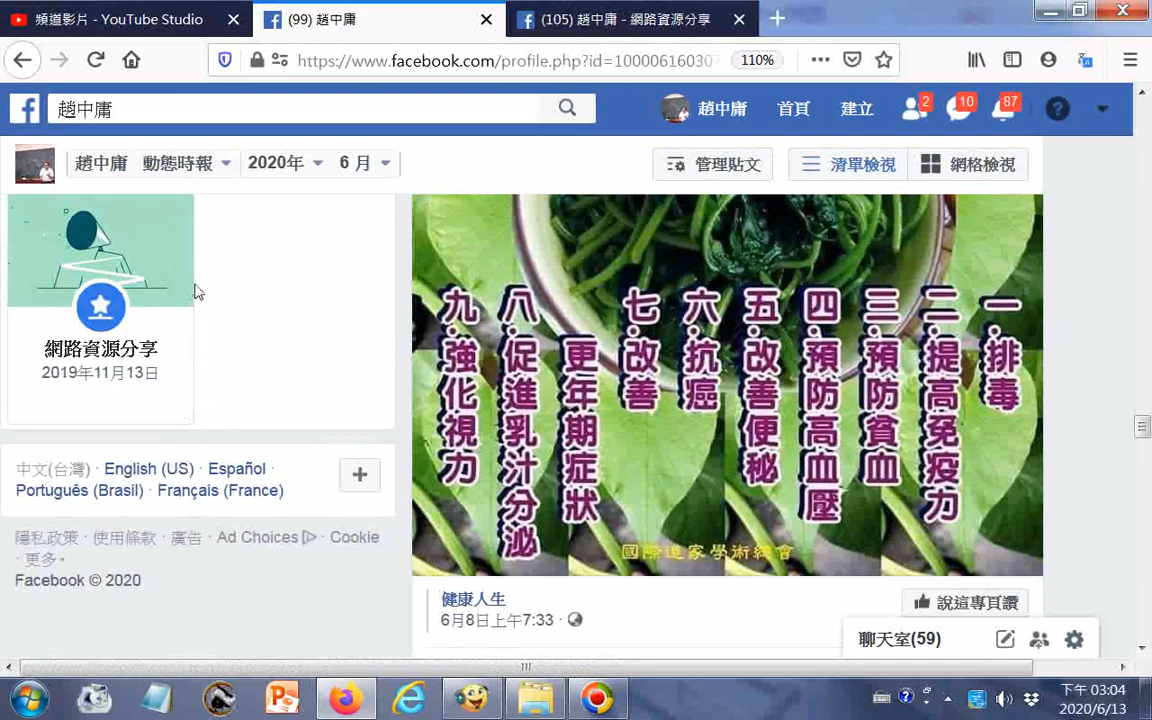 頻道影片 - YouTube Studio
(99) 趙中庸
(105) 趙中庸 - 網路資源分享
https://www.facebook.com/profile.php?id=100006160307
110%
趙中庸
趙中庸
首頁
建立
2
10
87
趙中庸
動態時報
2020年
6 月
管理貼文
清單檢視
網格檢視
網路資源分享
2019年11月13日
中文(台灣) · English (US) · Español ·
Português (Brasil) · Français (France)
隱私政策 · 使用條款 · 廣告 · Ad Choices · Cookie
· 更多
Facebook © 2020
一.排毒
二.提高免疫力
三.預防貧血
四.預防高血壓
五.改善便秘
六.抗癌
七.改善
更年期症狀
八.促進乳汁分泌
九.強化視力
國際道家學術總會
健康人生
6月8日上午7:33 ·
說這專頁讚
聊天室(59)
下午 03:04
2020/6/13